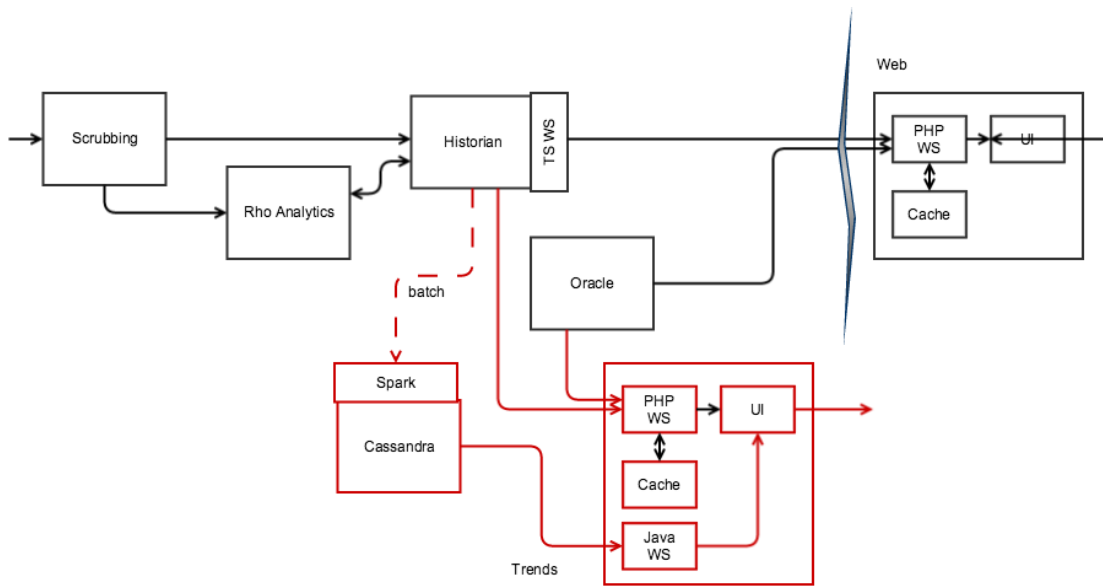 Web
Scrubbing
Historian
TS WS
PHP
WS
UI
Rho Analytics
Cache
batch
Oracle
Spark
Cassandra
PHP
WS
UI
Cache
Java
WS
Trends